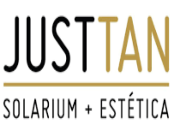 JUSTTAN
SOLARIUM + ESTÉTICA